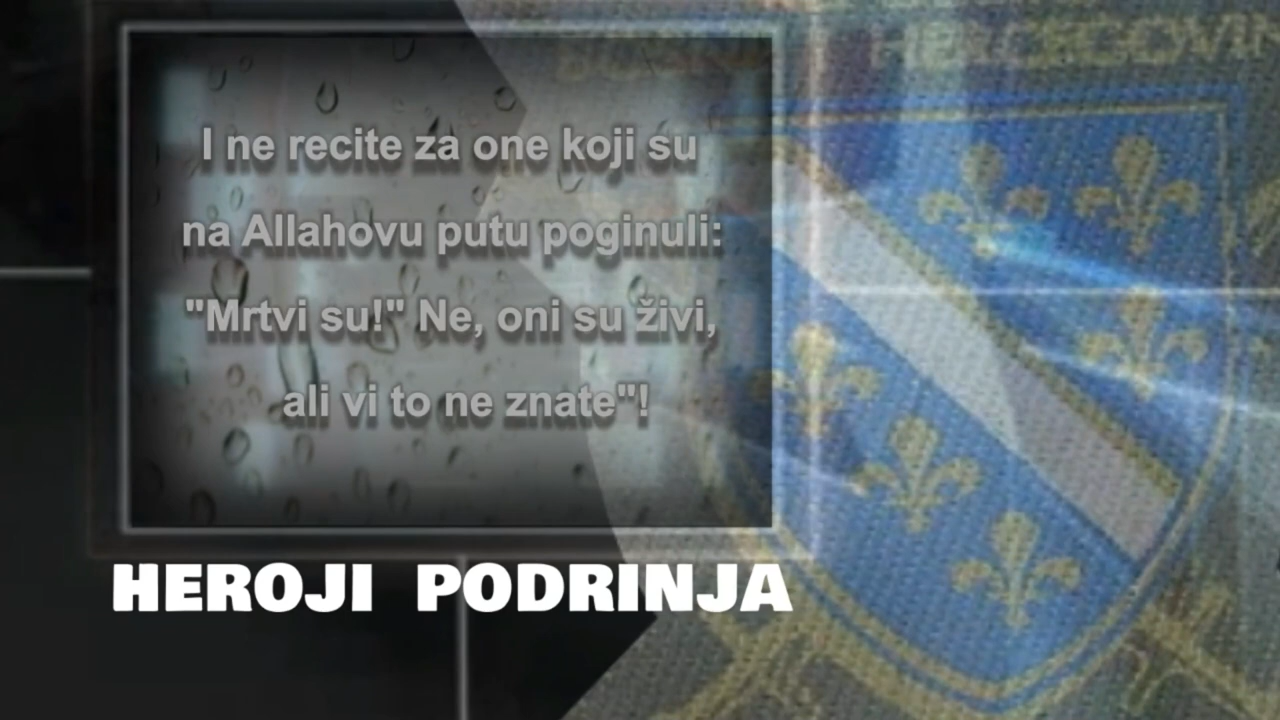 HERCEGOVIN
I ne recite za one koji su
na Allahovu putu poginuli:
"Mrtvi su!" Ne, oni su živi,
ali vi to ne znate"!
HEROJI PODRINJA